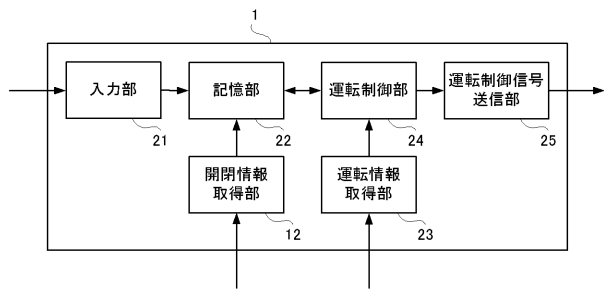 1
入力部
21
記憶部
22
運転制御部
24
運転制御信号
送信部
25
開閉情報
取得部
12
運転情報
取得部
23